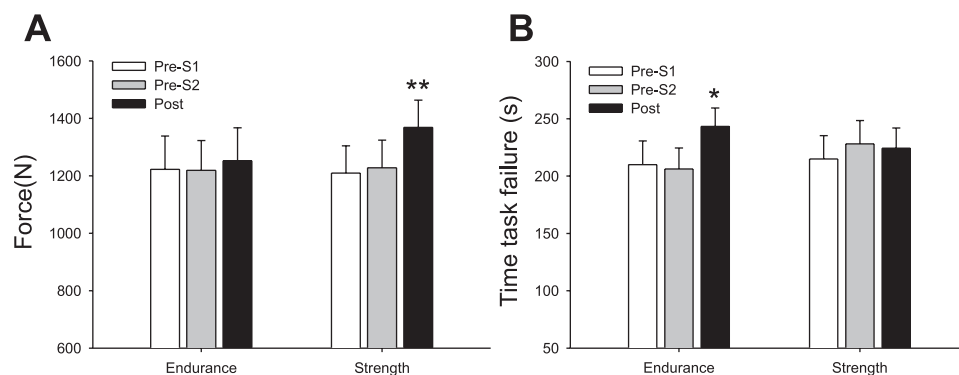 A
Force(N)
1600
1400
1200
1000
800
600
Pre-S1
Pre-S2
Post
**
Endurance
Strength
B
Time task failure (s)
300
250
200
150
100
50
Pre-S1
Pre-S2
Post
*
Endurance
Strength